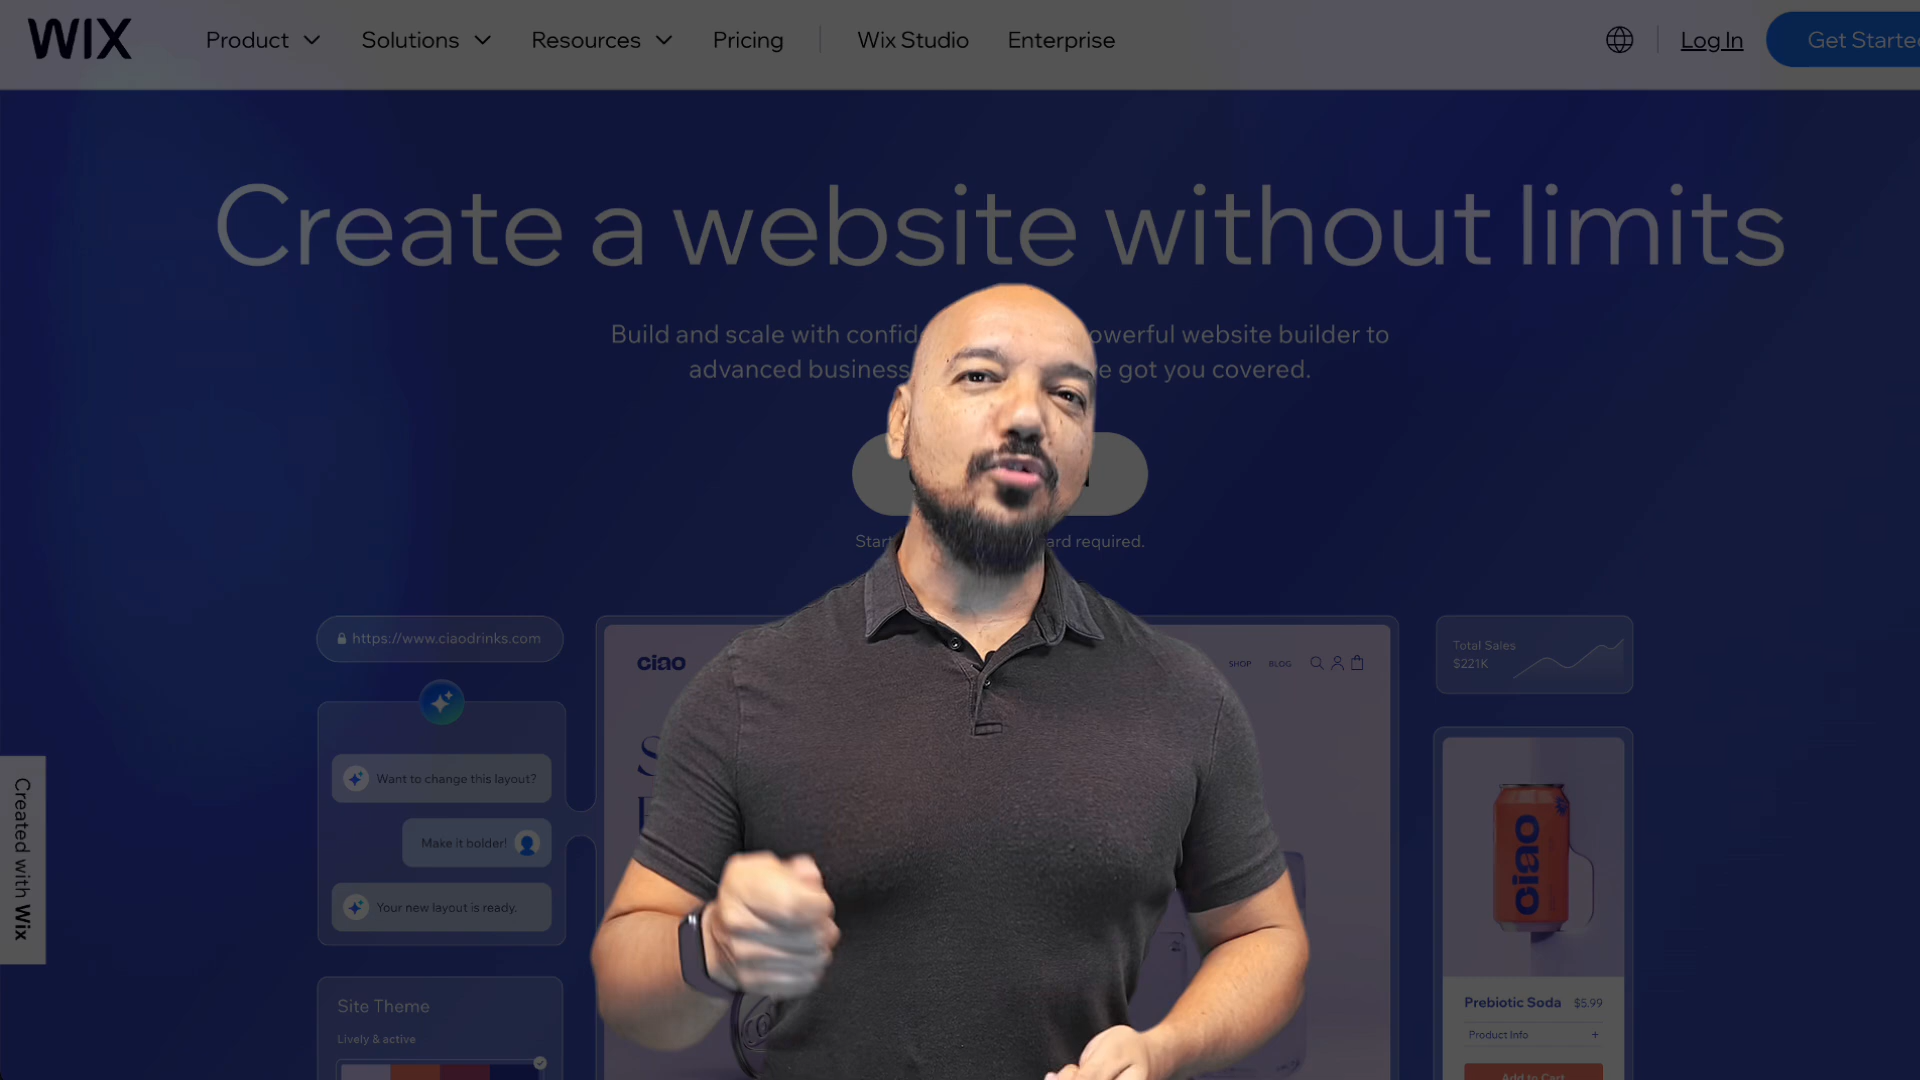 WIX
Product
Solutions
Resources
Pricing
Wix Studio
Enterprise
Log In
Get Starte
Create a website without limits
Build and scale with confid owerful website builder to
advanced business e got you covered.
Start ard required.
https://www.ciaodrinks.com
Want to change this layout?
Make it bolder!
Your new layout is ready.
Site Theme
Lively & active
ciao
SHOP
BLOG
Total Sales
$221K
ciao
Prebiotic Soda $5.99
Product Info +
Add to Cart
Created with Wix